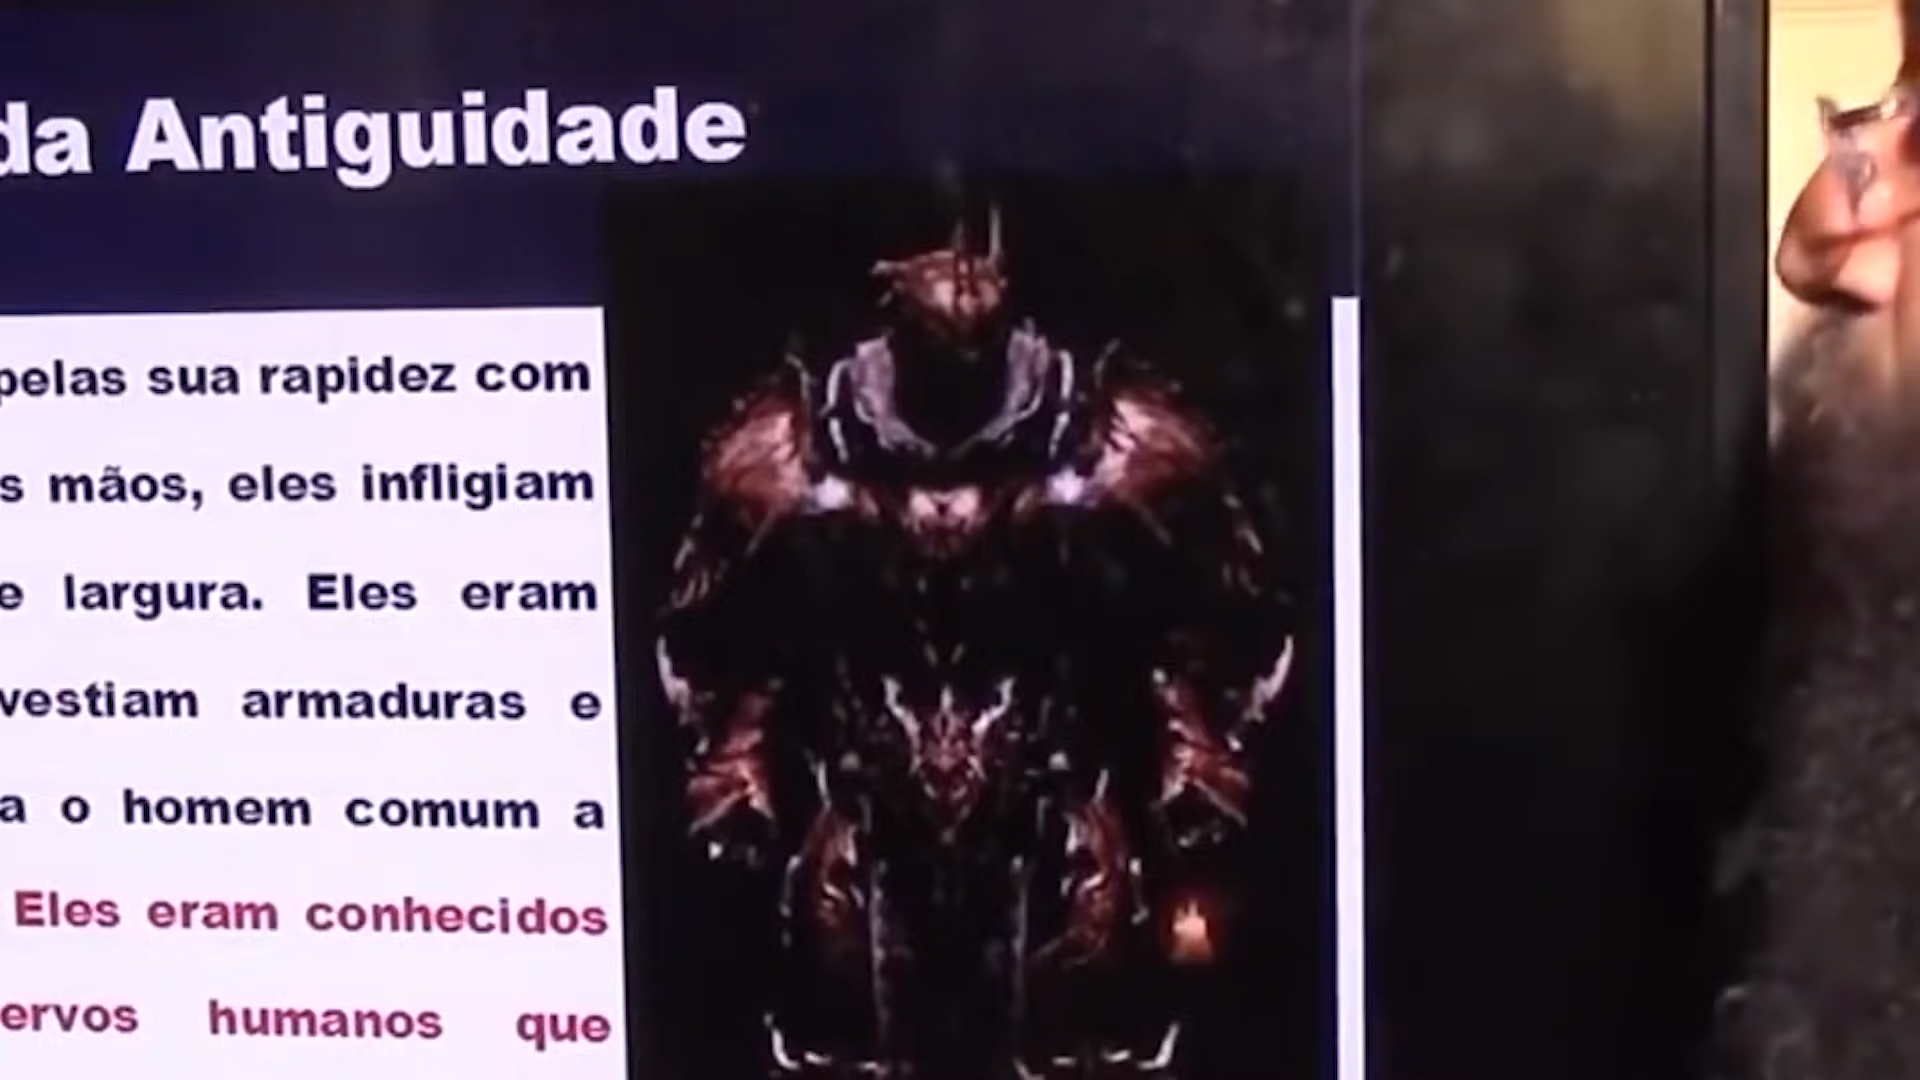 da Antiguidade
pelas sua rapidez com
s mãos, eles infligiam
e largura. Eles eram
vestiam armaduras e
a o homem comum a
Eles eram conhecidos
ervos humanos que